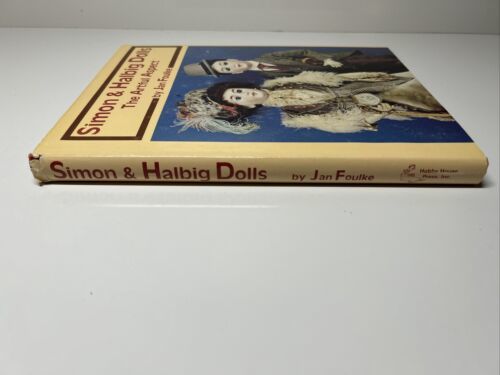 Simon & Halbig Dolls
The Artful Aspect
by Jan Foulke
Simon & Halbig Dolls by Jan Foulke
Hobby House
Press, Inc.